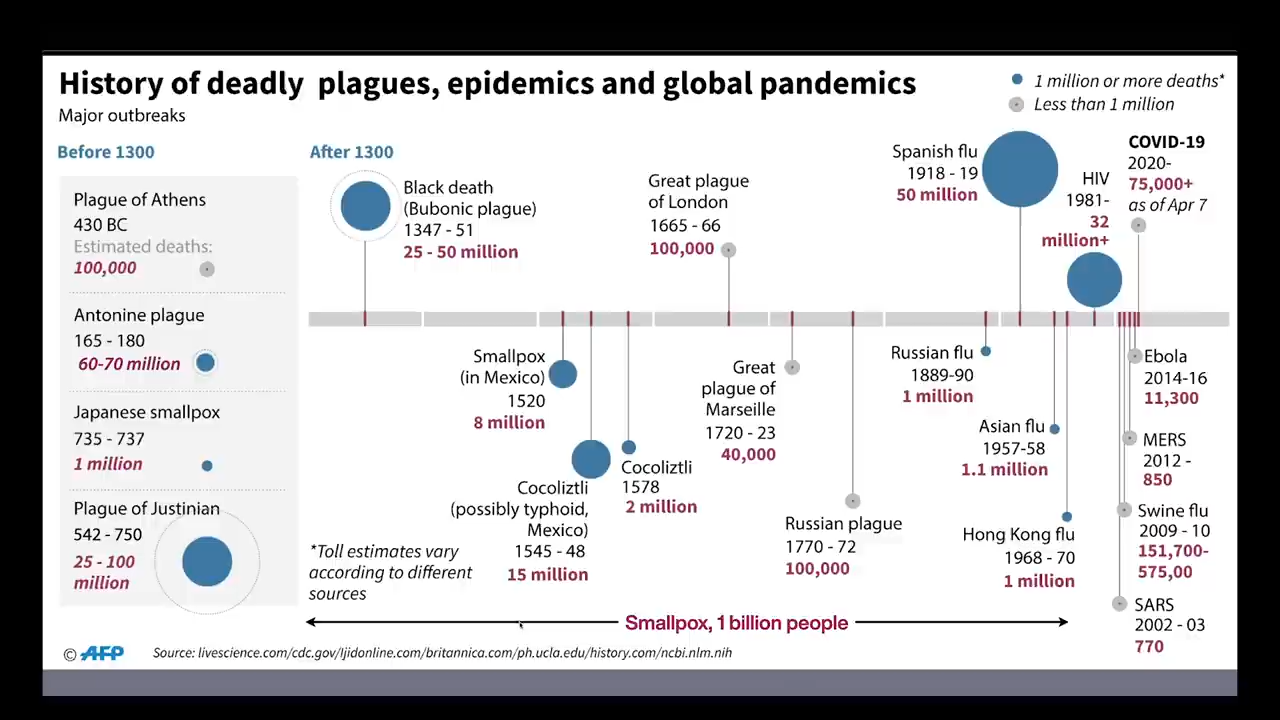 History of deadly plagues, epidemics and global pandemics
Major outbreaks
1 million or more deaths*
Less than 1 million
Before 1300
Plague of Athens
430 BC
Estimated deaths:
100,000
Antonine plague
165 - 180
60-70 million
Japanese smallpox
735 - 737
1 million
Plague of Justinian
542 - 750
25 - 100
million
After 1300
Black death
(Bubonic plague)
1347 - 51
25 - 50 million
Smallpox
(in Mexico)
1520
8 million
Cocoliztli
(possibly typhoid,
Mexico)
1545 - 48
15 million
Cocoliztli
1578
2 million
Great plague
of London
1665 - 66
100,000
Great
plague of
Marseille
1720 - 23
40,000
Russian plague
1770 - 72
100,000
Russian flu
1889-90
1 million
Spanish flu
1918 - 19
50 million
Asian flu
1957-58
1.1 million
Hong Kong flu
1968 - 70
1 million
HIV
1981-
32
million+
COVID-19
2020-
75,000+
as of Apr 7
Ebola
2014-16
11,300
MERS
2012 -
850
Swine flu
2009 - 10
151,700-
575,00
SARS
2002 - 03
770
*Toll estimates vary
according to different
sources
Smallpox, 1 billion people
© AFP
Source: livescience.com/cdc.gov/ljidonline.com/britannica.com/ph.ucla.edu/history.com/ncbi.nlm.nih